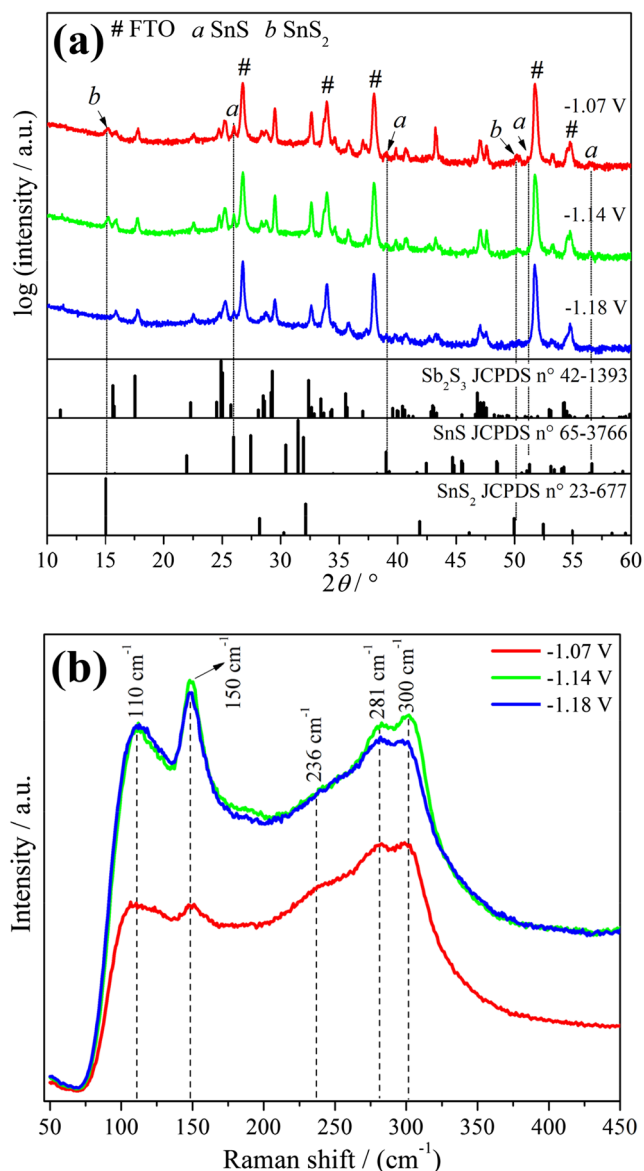 (a) # FTO a SnS b SnS₂
# # # # #
b a a b a a
-1.07 V
-1.14 V
-1.18 V
log (intensity / a.u.)
Sb₂S₃ JCPDS n° 42-1393
SnS JCPDS n° 65-3766
SnS₂ JCPDS n° 23-677
10 15 20 25 30 35 40 45 50 55 60
2θ / °
(b)
110 cm⁻¹
150 cm⁻¹
236 cm⁻¹
281 cm⁻¹
300 cm⁻¹
-1.07 V
-1.14 V
-1.18 V
Intensity / a.u.
50 100 150 200 250 300 350 400 450
Raman shift / (cm⁻¹)